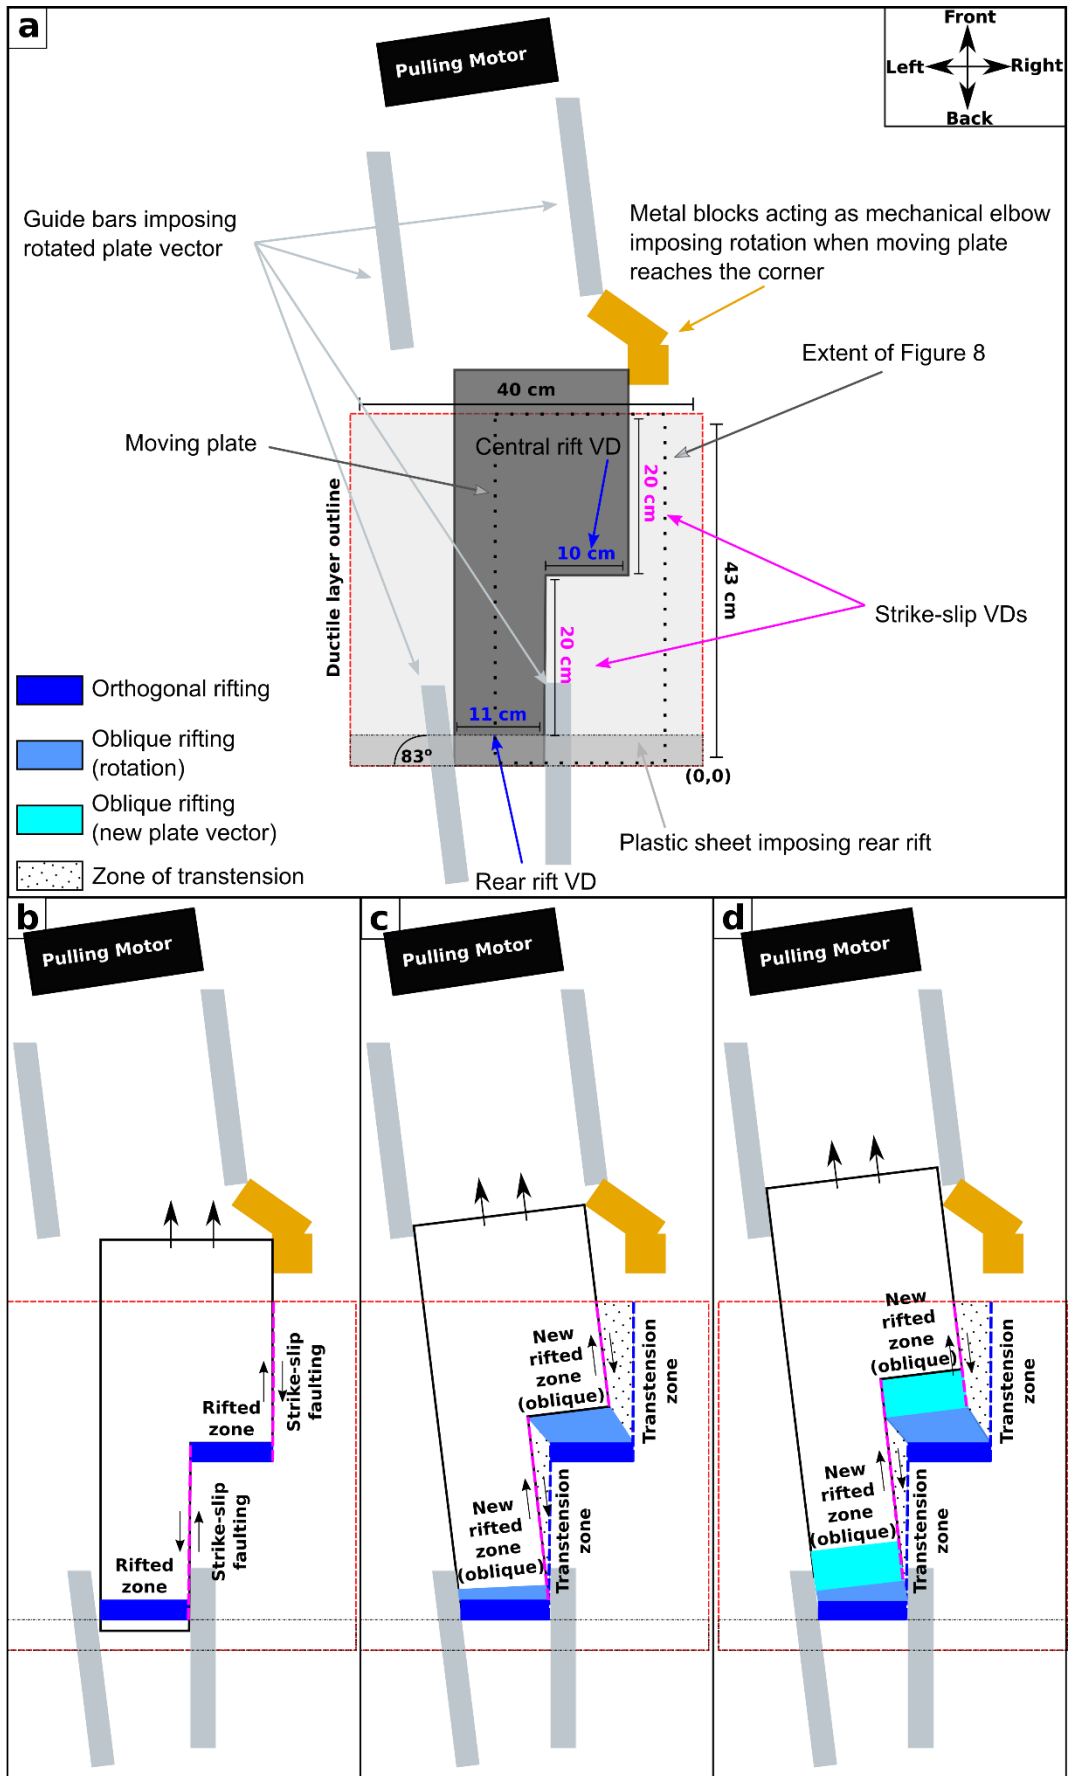 a
Pulling Motor
Front
Left
Right
Back
Guide bars imposing
rotated plate vector
Metal blocks acting as mechanical elbow
imposing rotation when moving plate
reaches the corner
Extent of Figure 8
40 cm
Moving plate
Central rift VD
20 cm
10 cm
Ductile layer outline
43 cm
Strike-slip VDs
20 cm
Orthogonal rifting
11 cm
Oblique rifting
(rotation)
83º
(0,0)
Oblique rifting
(new plate vector)
Plastic sheet imposing rear rift
Zone of transtension
Rear rift VD
b
Pulling Motor
Strike-slip
faulting
Rifted
zone
Strike-slip
faulting
Rifted
zone
c
Pulling Motor
New
rifted
zone
(oblique)
Transtension
zone
New
rifted
zone
(oblique)
Transtension
zone
d
Pulling Motor
New
rifted
zone
(oblique)
Transtension
zone
New
rifted
zone
(oblique)
Transtension
zone